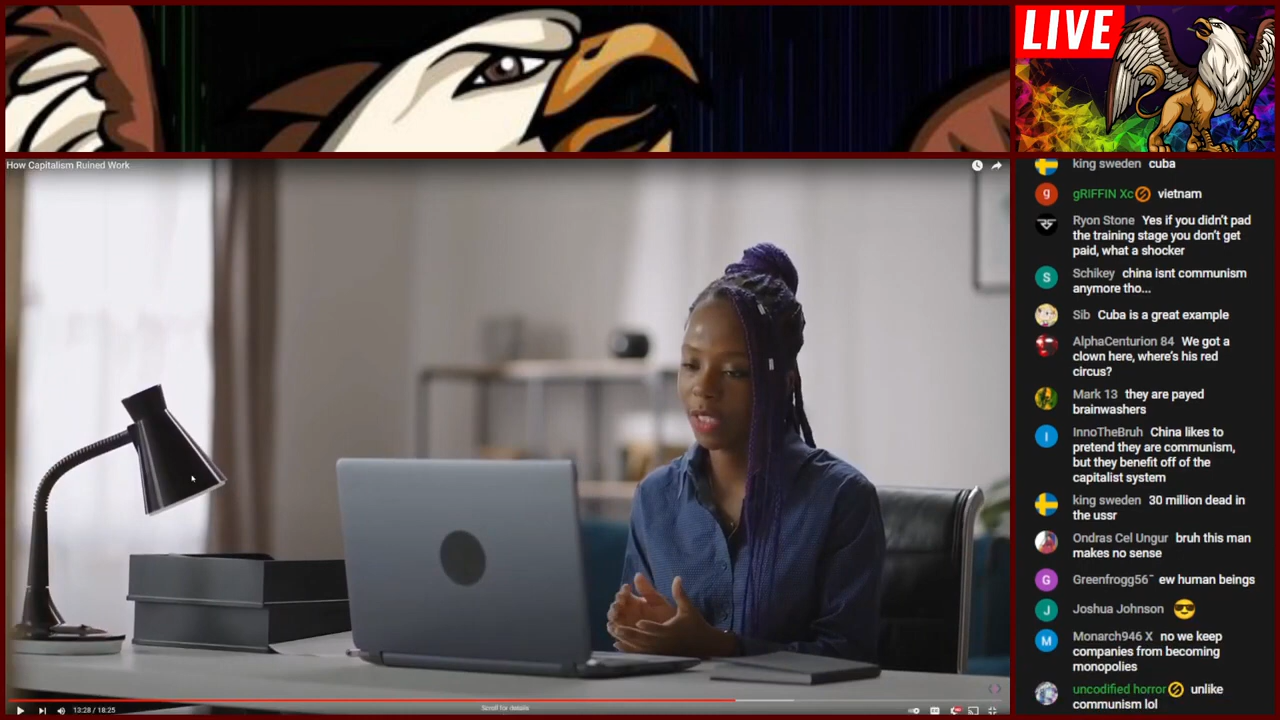 LIVE
How Capitalism Ruined Work
king sweden cuba
g gRIFFIN Xc vietnam
Ryon Stone Yes if you didn't pad
the training stage you don't get
paid, what a shocker
S Schikey china isnt communism
anymore tho...
Sib Cuba is a great example
AlphaCenturion 84 We got a
clown here, where's his red
circus?
Mark 13 they are payed
brainwashers
I InnoTheBruh China likes to
pretend they are communism,
but they benefit off of the
capitalist system
king sweden 30 million dead in
the ussr
Ondras Cel Ungur bruh this man
makes no sense
G Greenfrogg56~ ew human beings
J Joshua Johnson 😎
M Monarch946 X no we keep
companies from becoming
monopolies
uncodified horror unlike
communism lol
13:28 / 18:25
Scroll for details